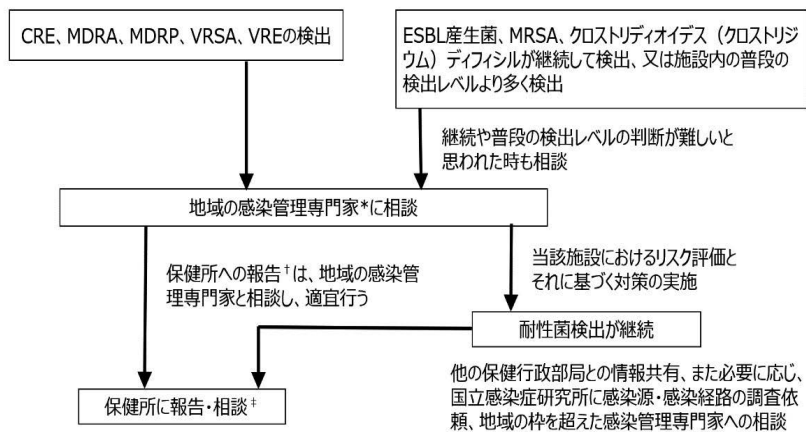 CRE、MDRA、MDRP、VRSA、VREの検出
ESBL産生菌、MRSA、クロストリディオイデス（クロストリジ
ウム）ディフィシルが継続して検出、又は施設内の普段の
検出レベルより多く検出
継続や普段の検出レベルの判断が難しいと
思われた時も相談
地域の感染管理専門家*に相談
保健所への報告†は、地域の感染管
理専門家と相談し、適宜行う
当該施設におけるリスク評価と
それに基づく対策の実施
耐性菌検出が継続
保健所に報告・相談‡
他の保健行政部局との情報共有、また必要に応じ、
国立感染症研究所に感染源・感染経路の調査依
頼、地域の枠を超えた感染管理専門家への相談